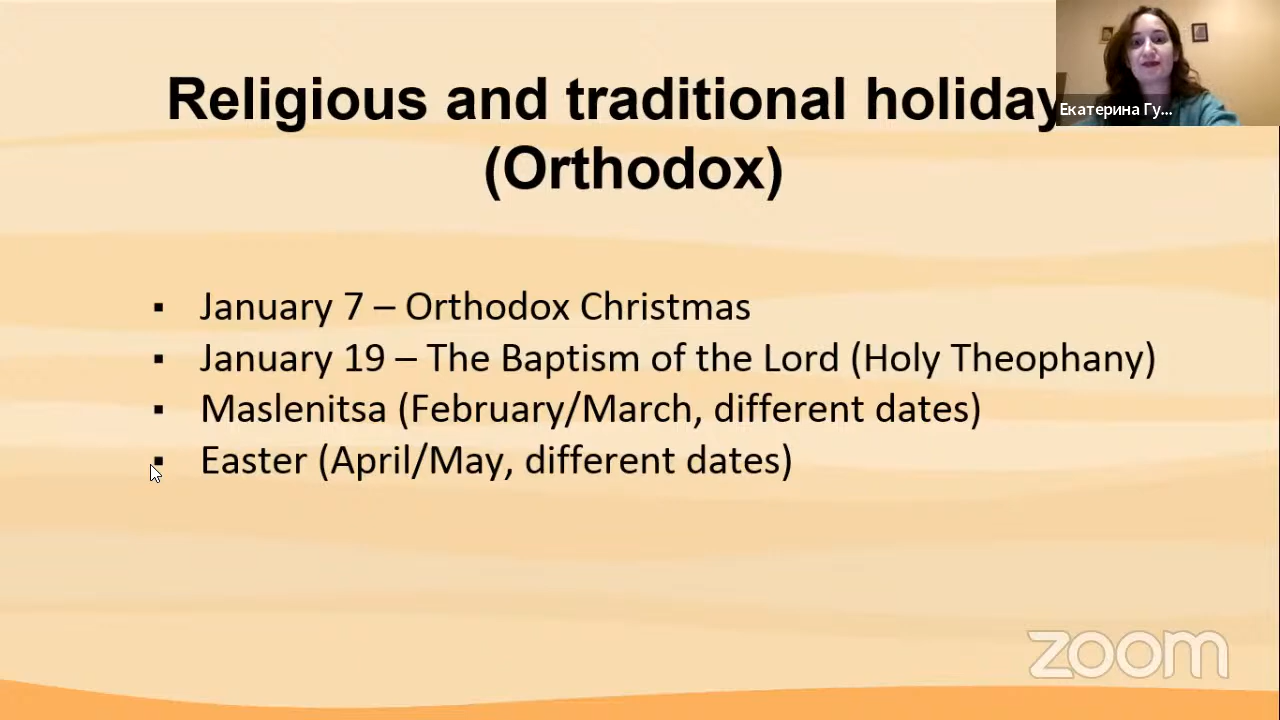 Religious and traditional holiday
(Orthodox)
Екатерина Гу...
▪ January 7 – Orthodox Christmas
▪ January 19 – The Baptism of the Lord (Holy Theophany)
▪ Maslenitsa (February/March, different dates)
▪ Easter (April/May, different dates)
zoom